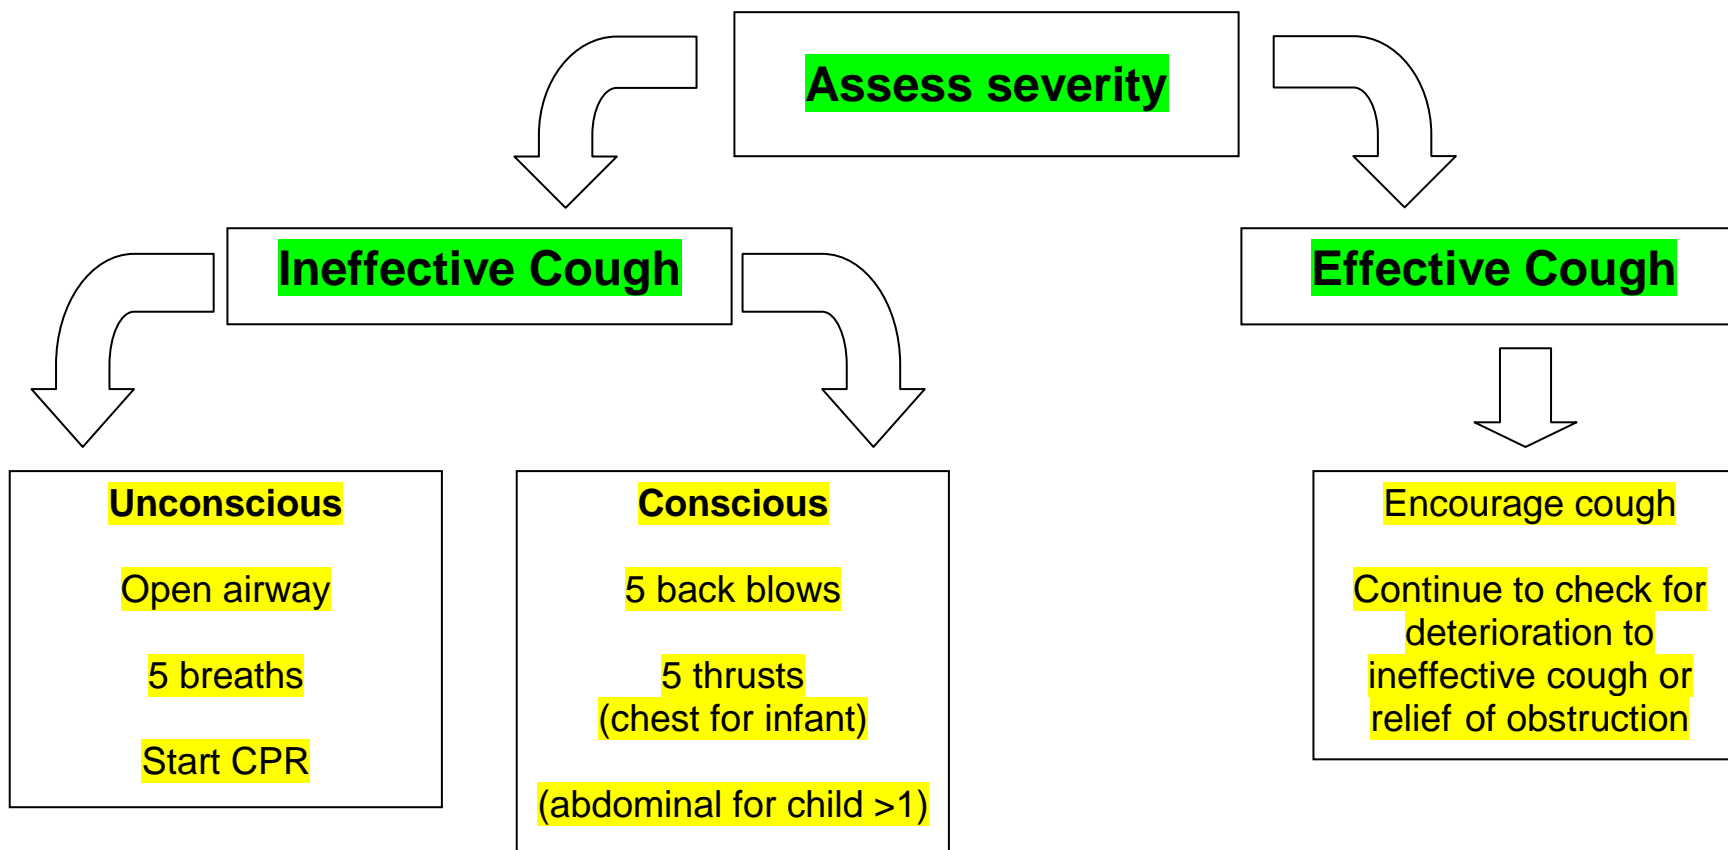 Assess severity
Ineffective Cough
Effective Cough
Unconscious
Open airway
5 breaths
Start CPR
Conscious
5 back blows
5 thrusts
(chest for infant)
(abdominal for child >1)
Encourage cough
Continue to check for
deterioration to
ineffective cough or
relief of obstruction